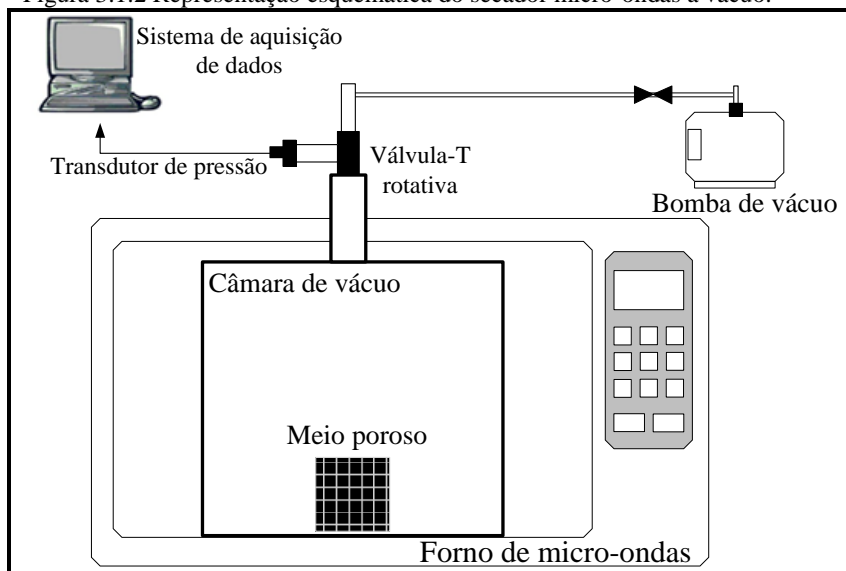 Figura 3.1.2 Representação esquemática do secador micro-ondas a vácuo.
Sistema de aquisição
de dados
Transdutor de pressão
Válvula-T
rotativa
Bomba de vácuo
Câmara de vácuo
Meio poroso
Forno de micro-ondas